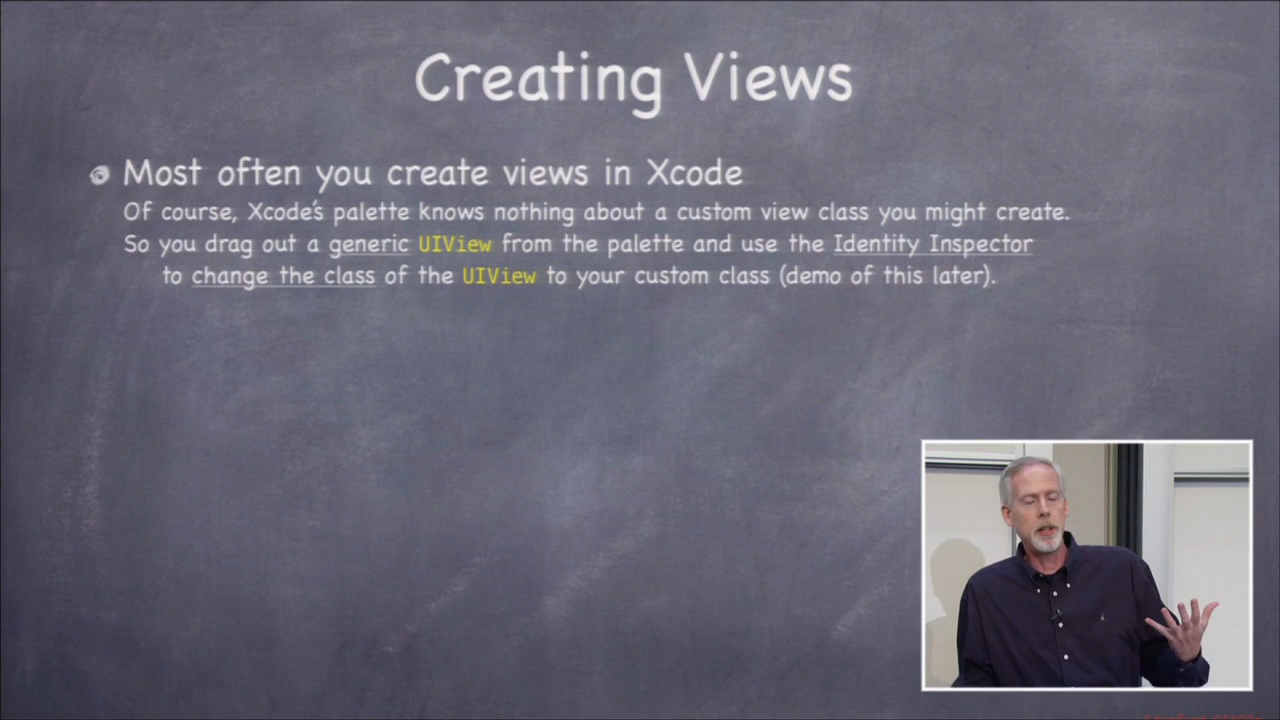 Creating Views
Most often you create views in Xcode
Of course, Xcode's palette knows nothing about a custom view class you might create.
So you drag out a generic UIView from the palette and use the Identity Inspector
to change the class of the UIView to your custom class (demo of this later).